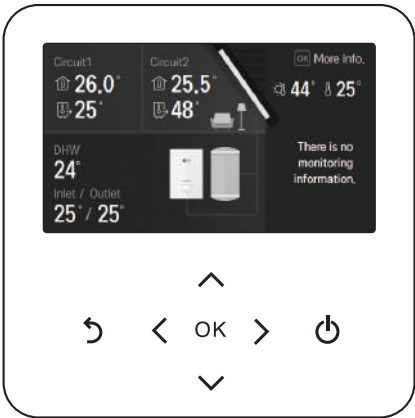 Circuit1
26.0°
25°
Circuit2
25.5°
48°
OK More Info.
44° 25°
DHW
24°
Inlet / Outlet
25° / 25°
There is no
monitoring
information.
OK